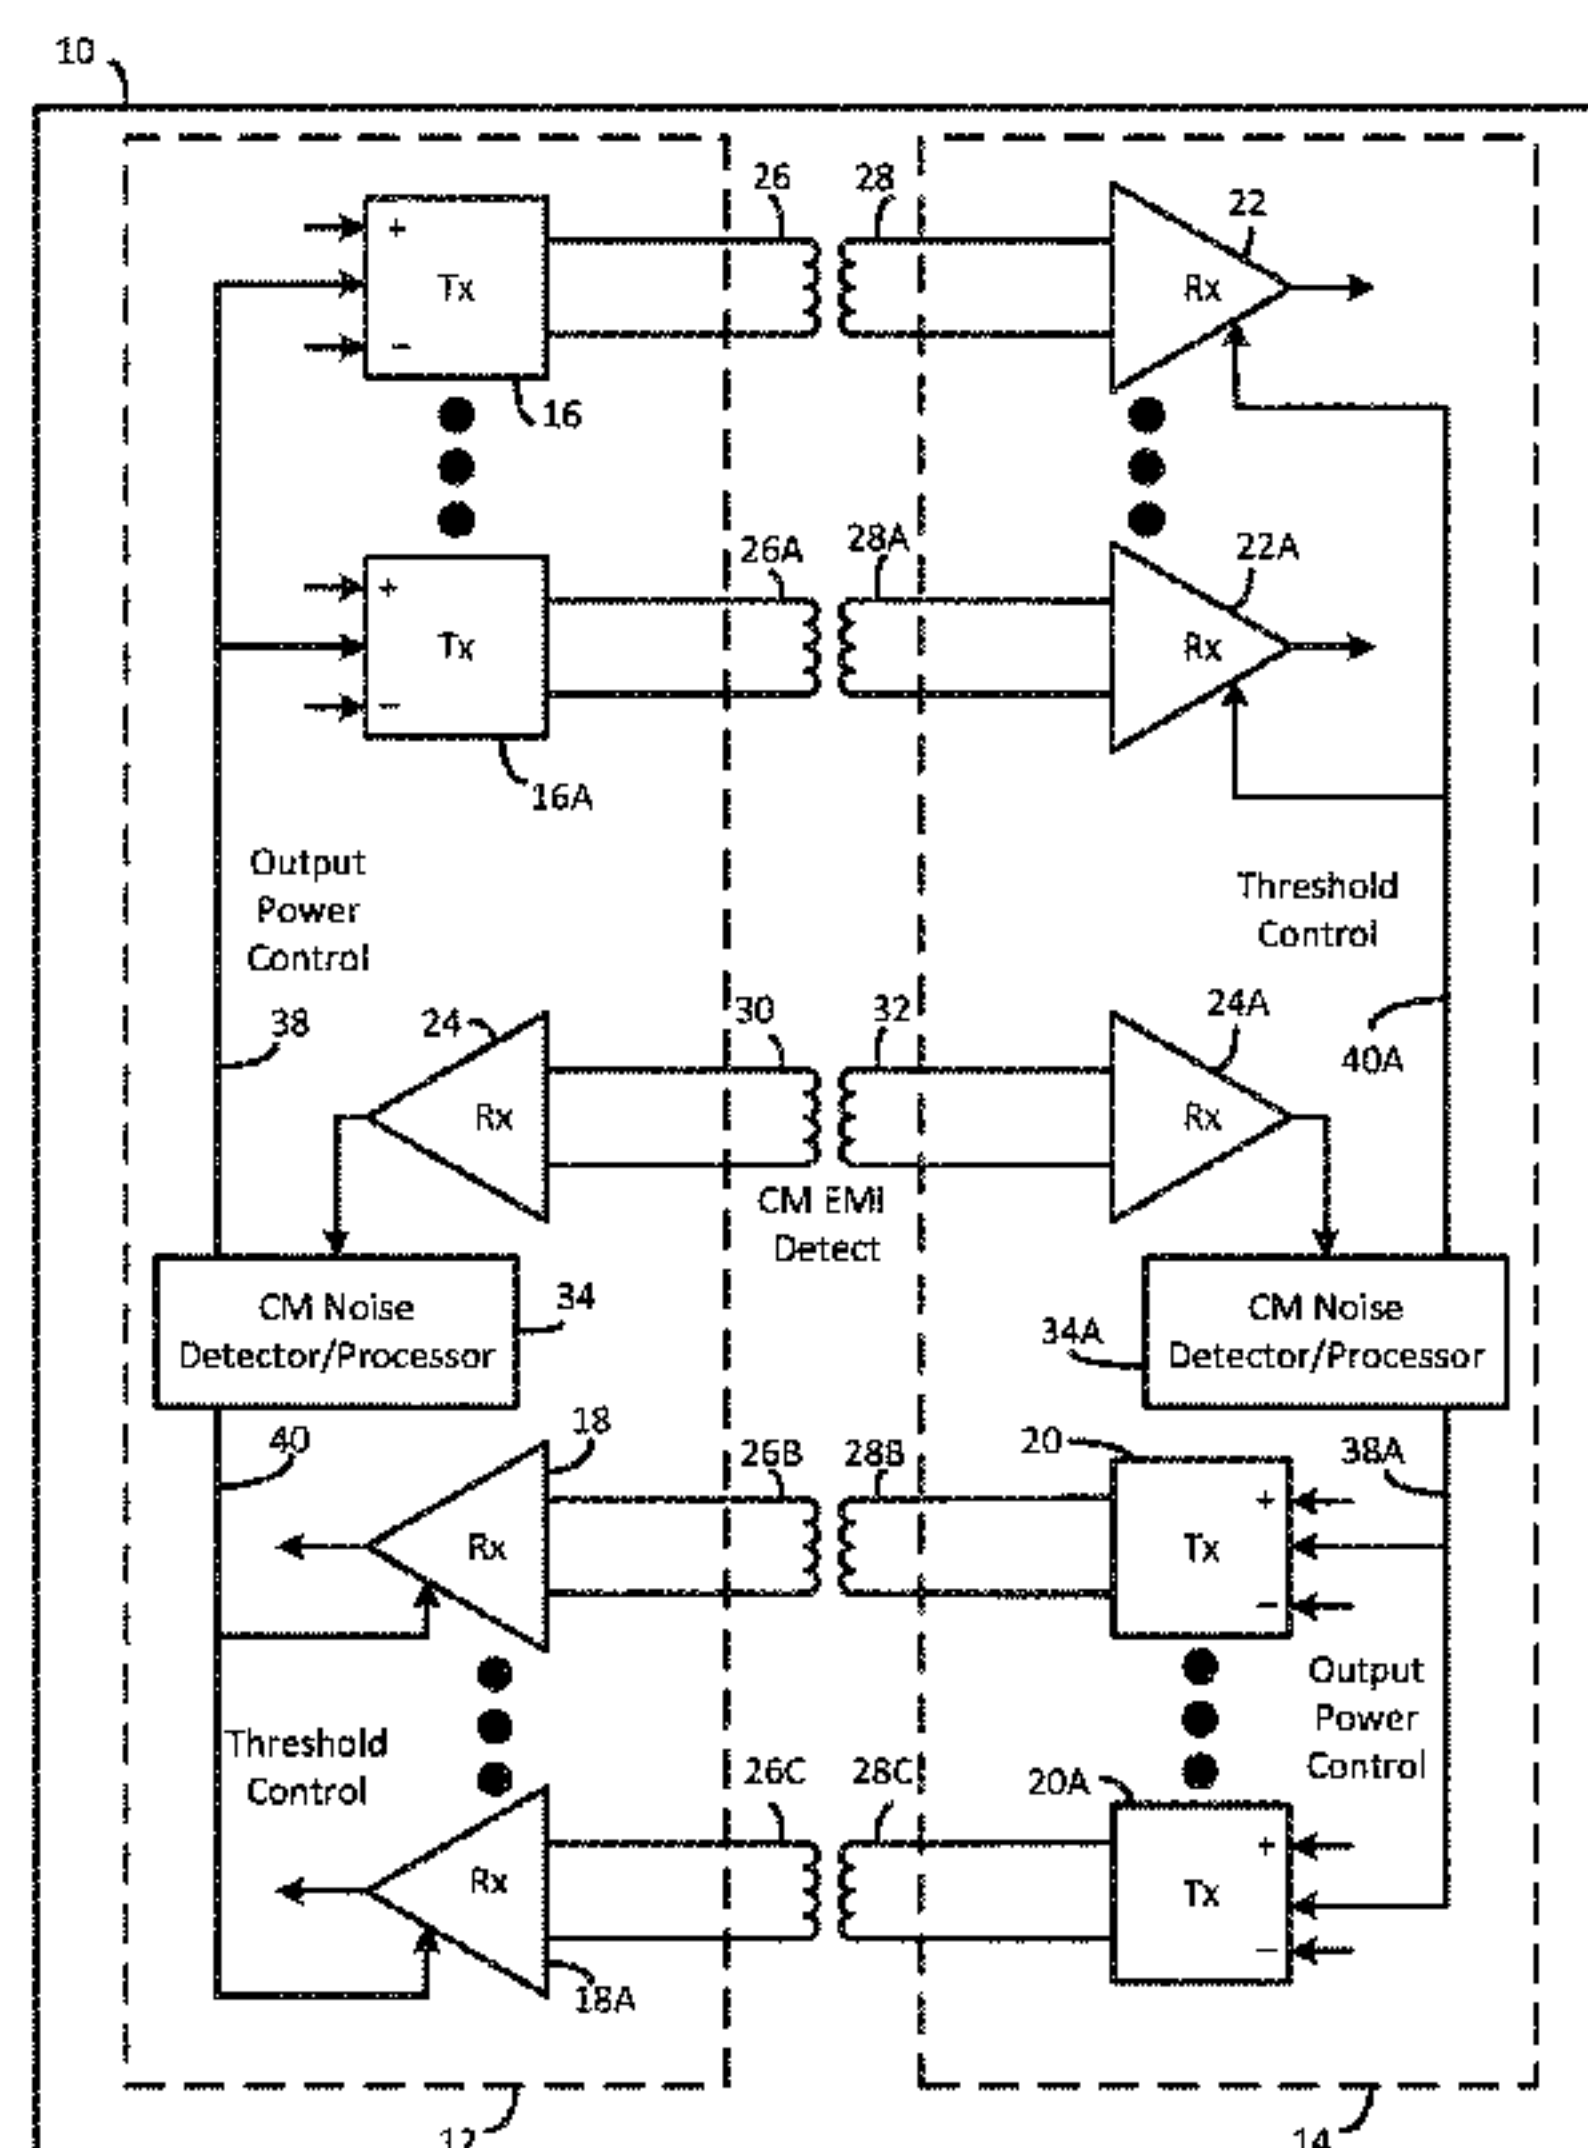 10
26
28
22
+
Tx
Rx
−
16
26A
28A
22A
+
Tx
Rx
−
16A
Output
Power
Control
Threshold
Control
38
24
30
32
24A
40A
Rx
Rx
CM EMI
Detect
CM Noise
Detector/Processor
34
34A
CM Noise
Detector/Processor
40
18
26B
28B
20
38A
+
Rx
Tx
−
Output
Power
Control
Threshold
Control
26C
28C
20A
+
Rx
Tx
−
18A
12
14